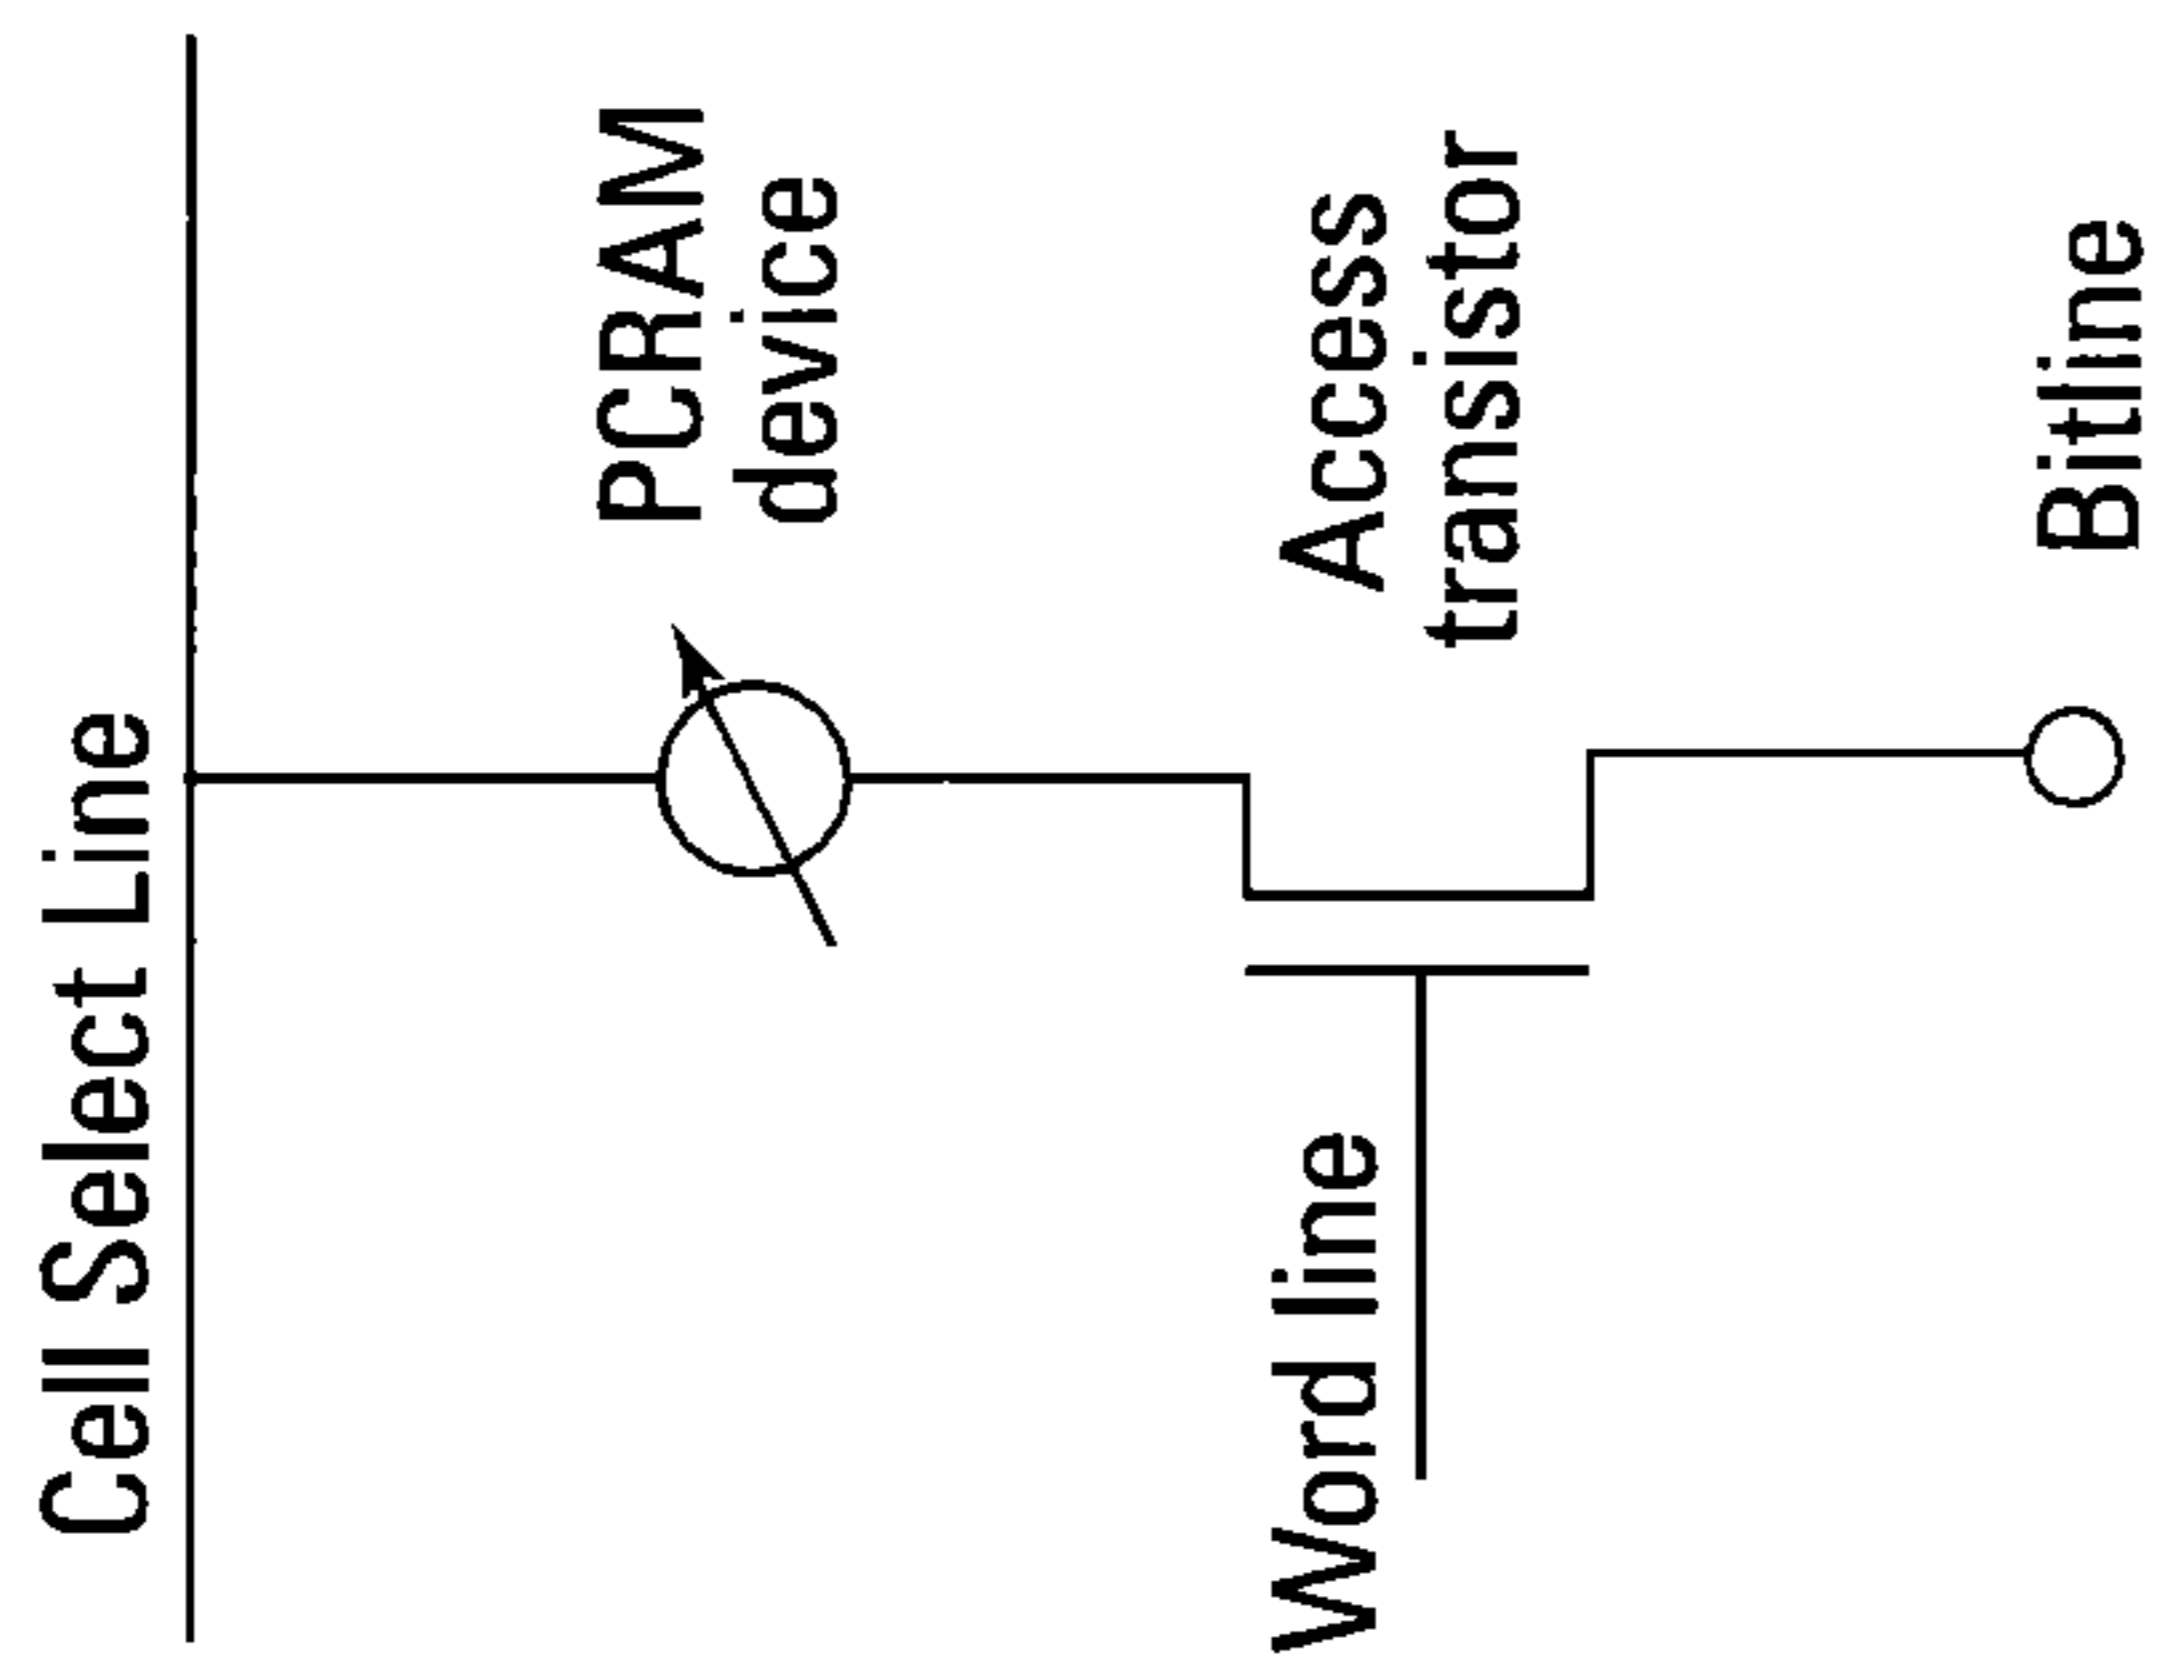 Cell Select Line
PCRAM
device
Access
transistor
Word line
Bitline